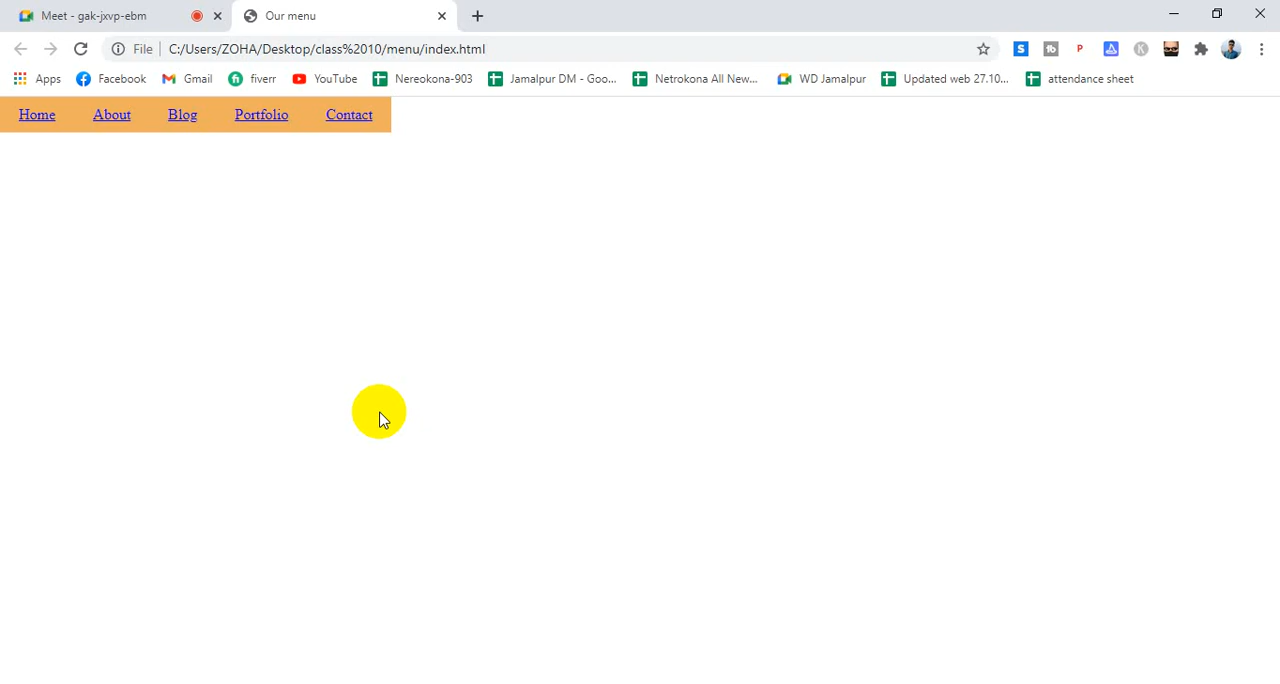 Meet - gak-jxvp-ebm Our menu
File C:/Users/ZOHA/Desktop/class%2010/menu/index.html
Apps Facebook Gmail fiverr YouTube Nereokona-903 Jamalpur DM - Goo... Netrokona All New... WD Jamalpur Updated web 27.10... attendance sheet
Home About Blog Portfolio Contact